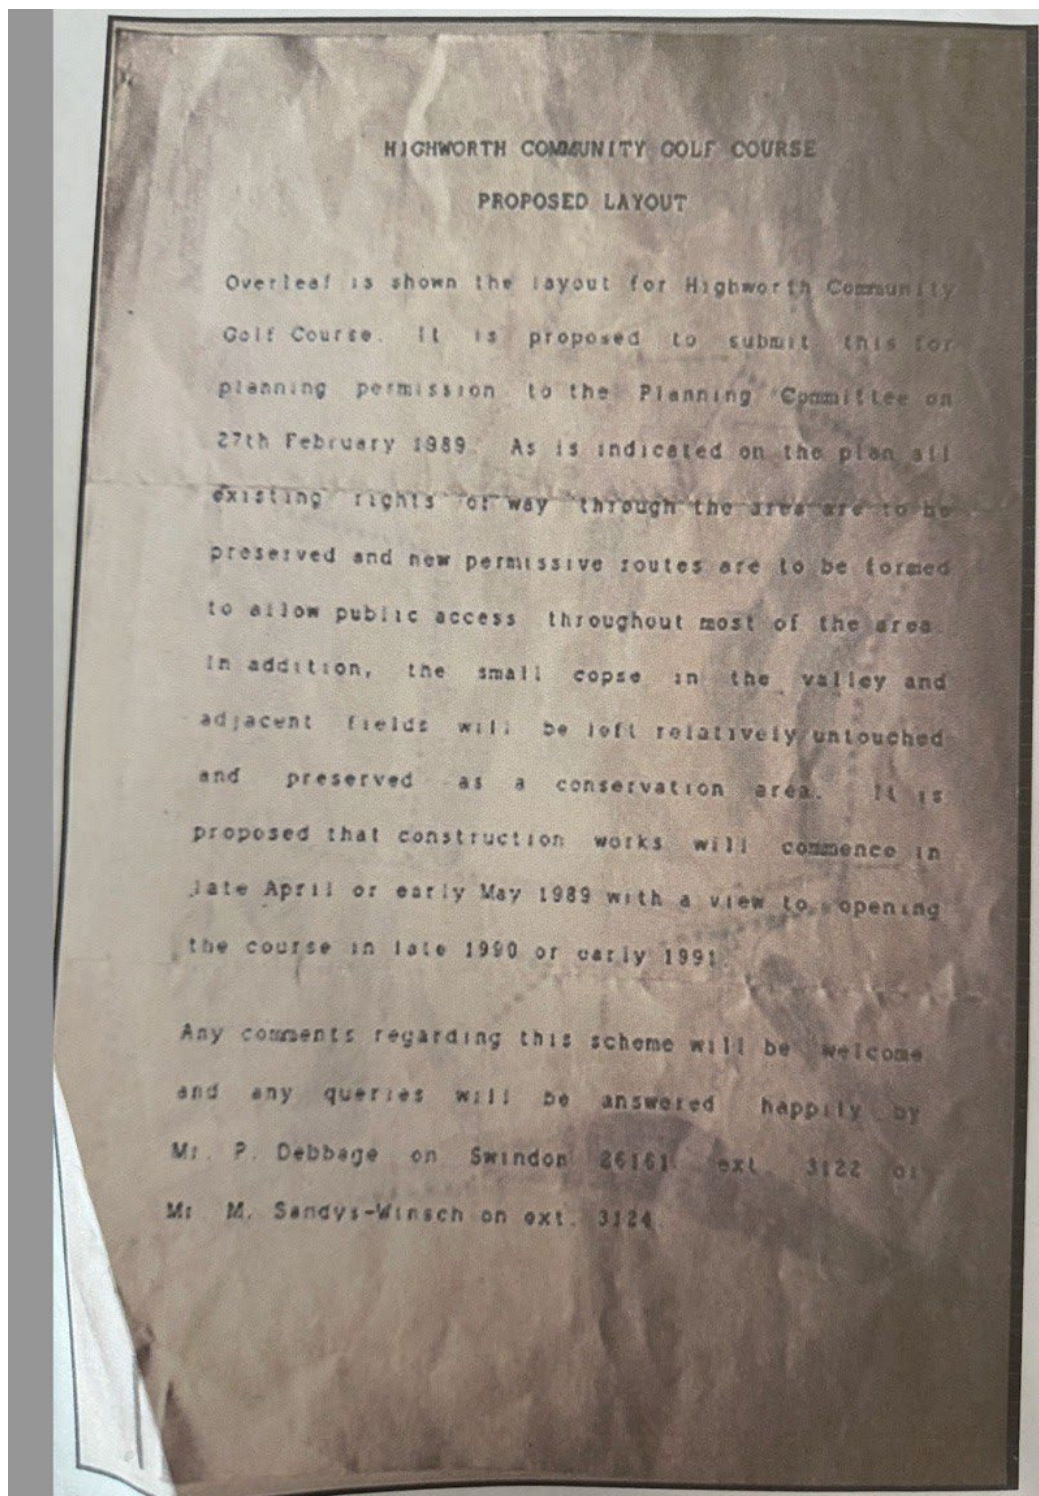 HIGHWORTH COMMUNITY GOLF COURSE
PROPOSED LAYOUT
Overleaf is shown the layout for Highworth Community
Golf Course. It is proposed to submit this for
planning permission to the Planning Committee on
27th February 1989. As is indicated on the plan all
existing rights of way through the area are to be
preserved and new permissive routes are to be formed
to allow public access throughout most of the area.
In addition, the small copse in the valley and
adjacent fields will be left relatively untouched
and preserved as a conservation area. It is
proposed that construction works will commence in
late April or early May 1989 with a view to opening
the course in late 1990 or early 1991.
Any comments regarding this scheme will be welcome
and any queries will be answered happily by
Mr. P. Debbage on Swindon 26161 ext. 3122 or
Mr M. Sandys-Winsch on ext. 3124.